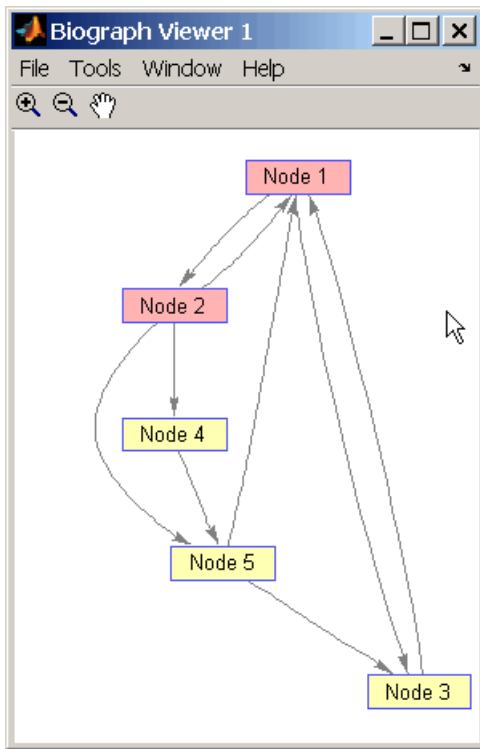 Biograph Viewer 1
File Tools Window Help
Node 1
Node 2
Node 4
Node 5
Node 3